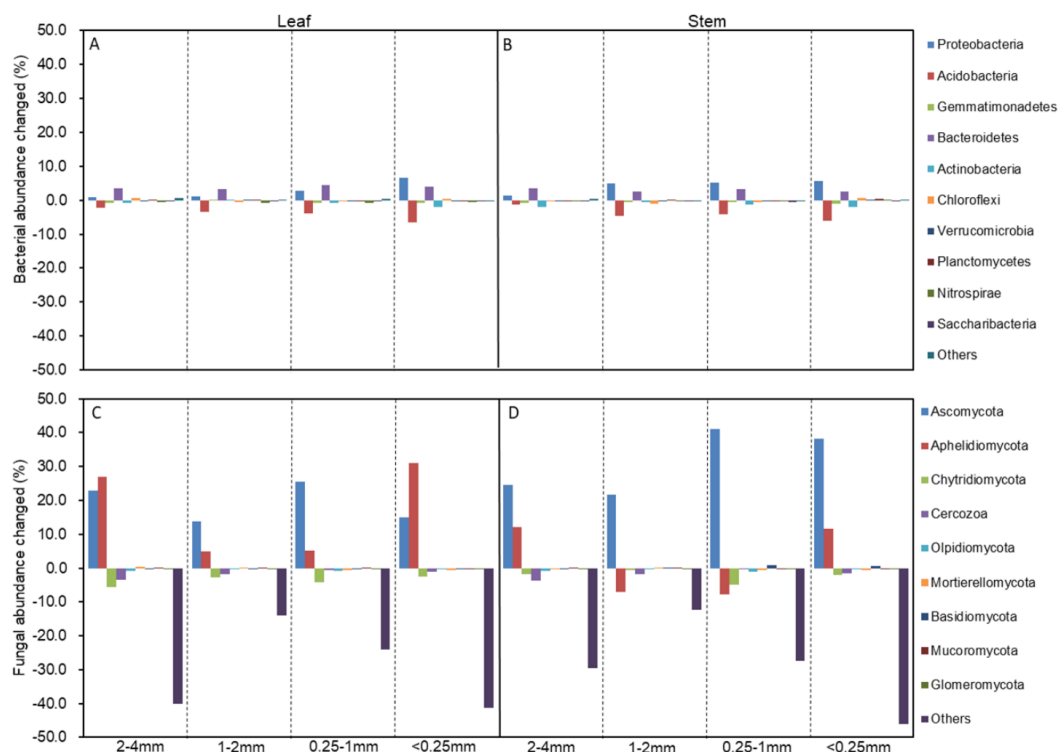 Leaf
Stem
Bacterial abundance changed (%)
50.0
40.0
30.0
20.0
10.0
0.0
-10.0
-20.0
-30.0
-40.0
-50.0
A
B
Proteobacteria
Acidobacteria
Gemmatimonadetes
Bacteroidetes
Actinobacteria
Chloroflexi
Verrucomicrobia
Planctomycetes
Nitrospirae
Saccharibacteria
Others
Fungal abundance changed (%)
50.0
40.0
30.0
20.0
10.0
0.0
-10.0
-20.0
-30.0
-40.0
-50.0
C
D
Ascomycota
Aphelidiomycota
Chytridiomycota
Cercozoa
Olpidiomycota
Mortierellomycota
Basidiomycota
Mucoromycota
Glomeromycota
Others
2-4mm 1-2mm 0.25-1mm <0.25mm 2-4mm 1-2mm 0.25-1mm <0.25mm